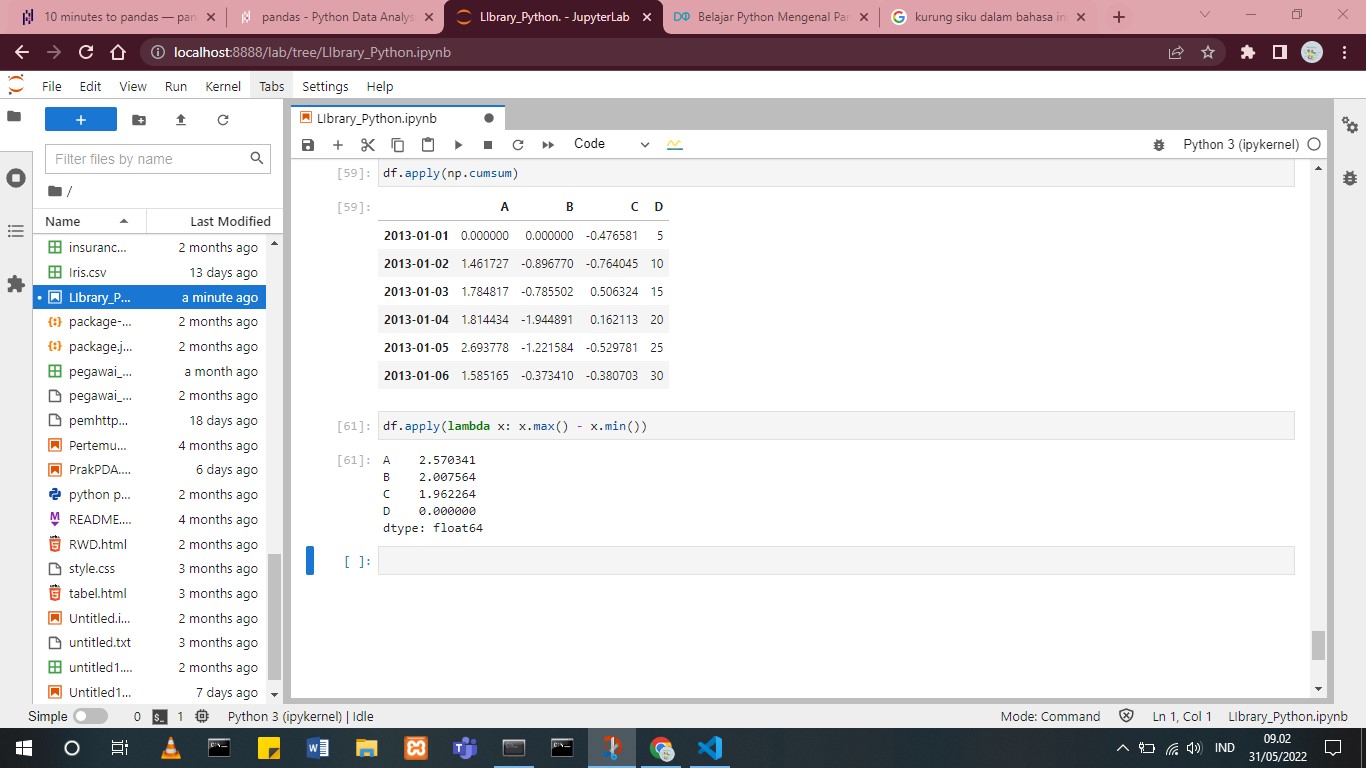 10 minutes to pandas — pan
pandas - Python Data Analys
LIbrary_Python. - JupyterLab
Belajar Python Mengenal Pan
kurung siku dalam bahasa in
localhost:8888/lab/tree/LIbrary_Python.ipynb
File Edit View Run Kernel Tabs Settings Help
LIbrary_Python.ipynb
Code
Python 3 (ipykernel)
Filter files by name
/
Name Last Modified
insuranc... 2 months ago
Iris.csv 13 days ago
LIbrary_P... a minute ago
package-... 2 months ago
package.j... 2 months ago
pegawai_... a month ago
pegawai_... 2 months ago
pemhttp... 18 days ago
Pertemu... 4 months ago
PrakPDA.... 6 days ago
python p... 2 months ago
README.... 4 months ago
RWD.html 2 months ago
style.css 3 months ago
tabel.html 3 months ago
Untitled.i... 2 months ago
untitled.txt 3 months ago
untitled1.... 2 months ago
Untitled1... 7 days ago
[59]: df.apply(np.cumsum)
[59]: A B C D
2013-01-01 0.000000 0.000000 -0.476581 5
2013-01-02 1.461727 -0.896770 -0.764045 10
2013-01-03 1.784817 -0.785502 0.506324 15
2013-01-04 1.814434 -1.944891 0.162113 20
2013-01-05 2.693778 -1.221584 -0.529781 25
2013-01-06 1.585165 -0.373410 -0.380703 30
[61]: df.apply(lambda x: x.max() - x.min())
[61]: A 2.570341
B 2.007564
C 1.962264
D 0.000000
dtype: float64
[ ]:
Simple 0 1 Python 3 (ipykernel) | Idle Mode: Command Ln 1, Col 1 LIbrary_Python.ipynb
IND
09.02
31/05/2022